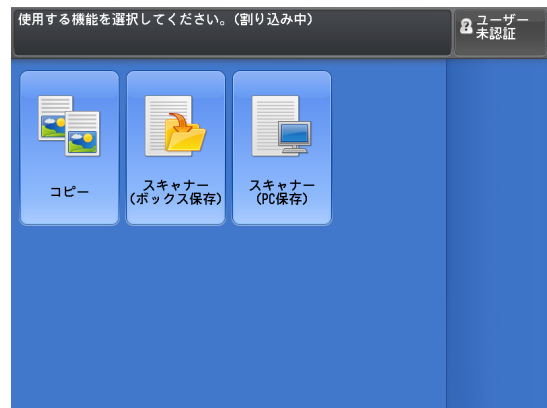 使用する機能を選択してください。(割り込み中)
ユーザー
未認証
コピー
スキャナー
(ボックス保存)
スキャナー
(PC保存)